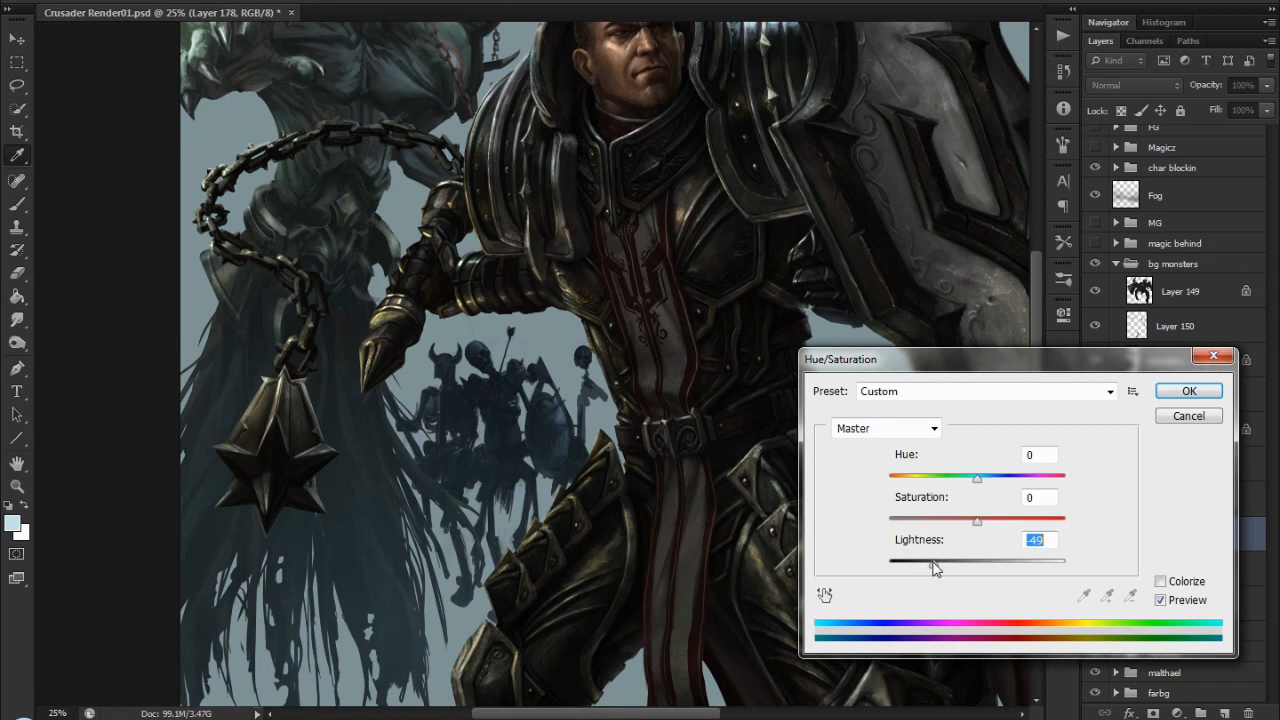 Crusader Render01.psd @ 25% (Layer 178, RGB/8) *
Navigator
Histogram
Layers
Channels
Paths
Kind
Normal
Opacity: 100%
Lock:
Fill: 100%
FG
Magicz
char blockin
Fog
MG
magic behind
bg monsters
Layer 149
Layer 150
Hue/Saturation
Preset: Custom
OK
Cancel
Master
Hue: 0
Saturation: 0
Lightness: -49
Colorize
Preview
malthael
farbg
25%
Doc: 99.1M/3.47G